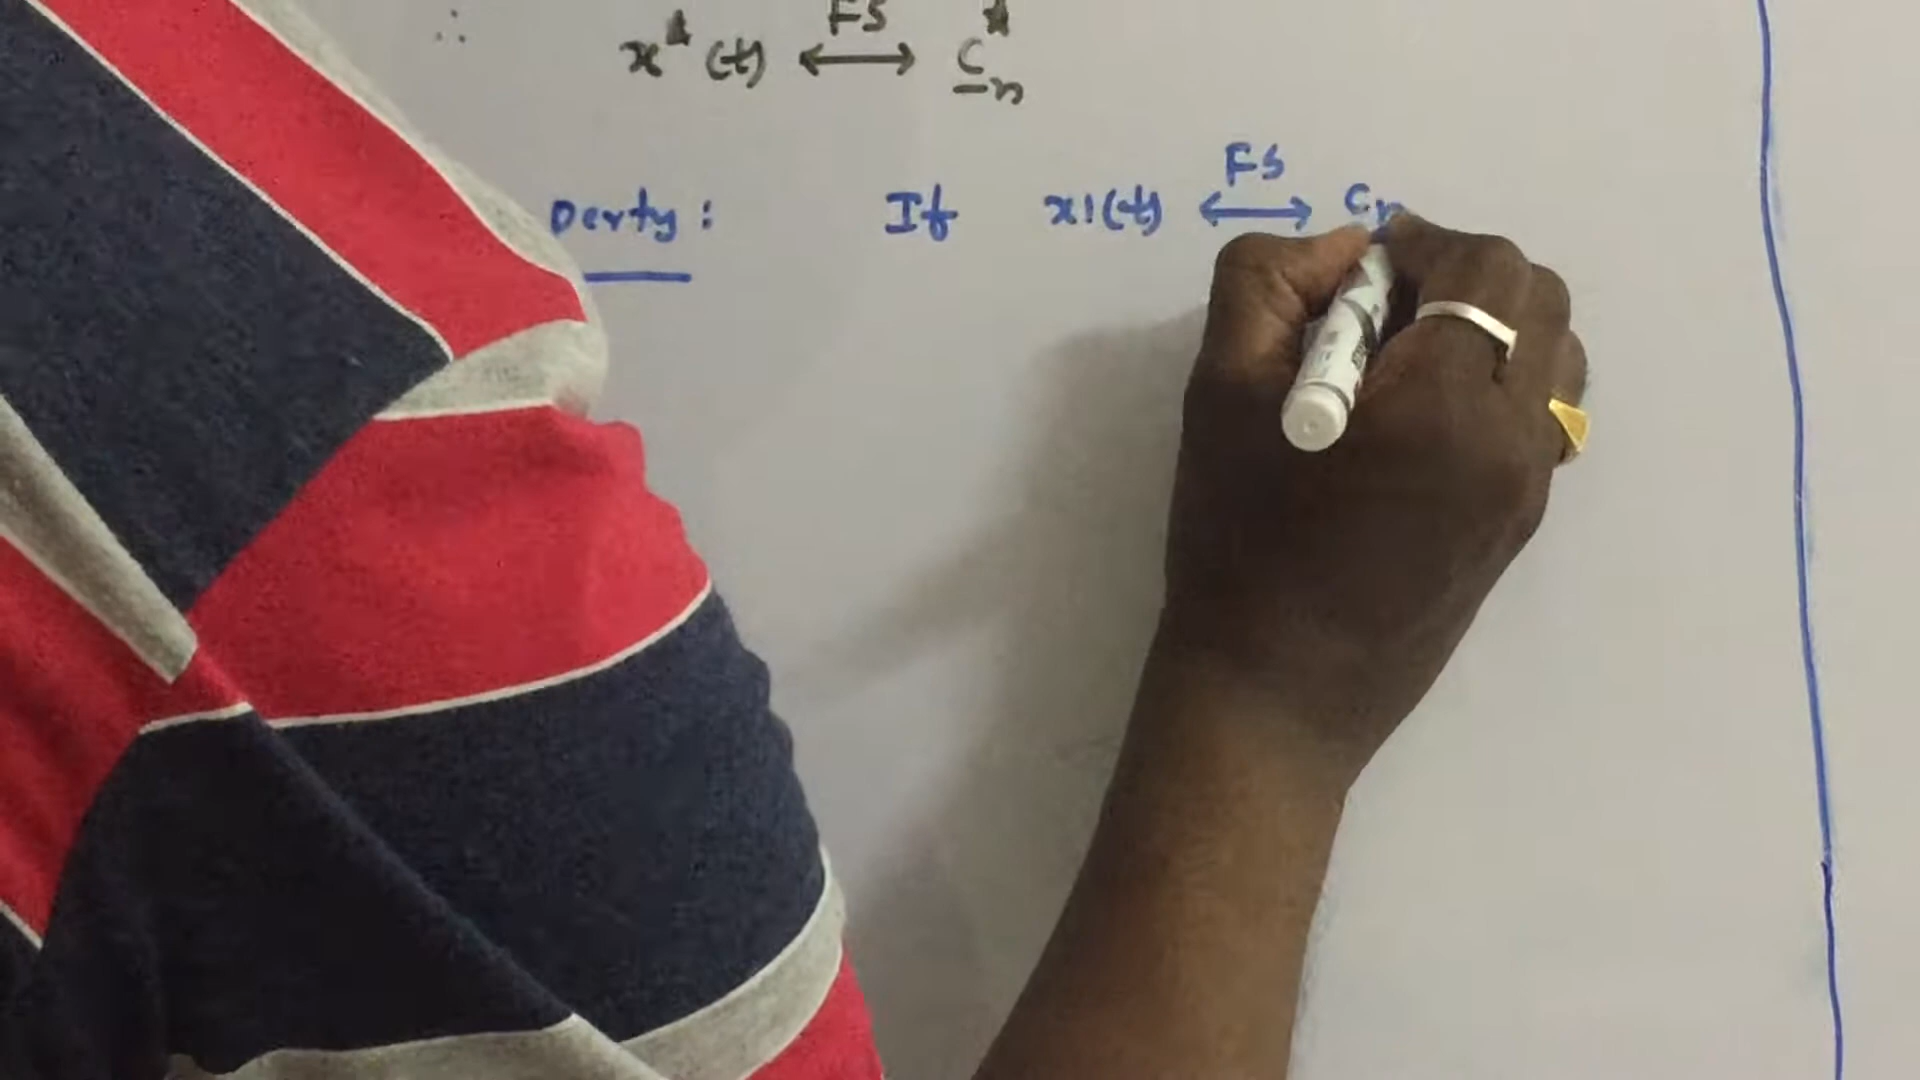 ∴ x*(t) FS ⟷ C*₋n
perty : If x1(t) FS ⟷ Cn